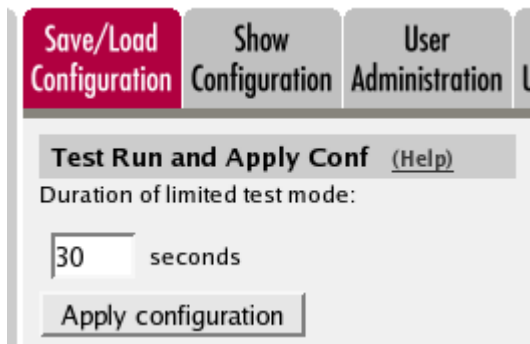 Save/Load Configuration
Show Configuration
User Administration
Test Run and Apply Conf (Help)
Duration of limited test mode:
30 seconds
Apply configuration